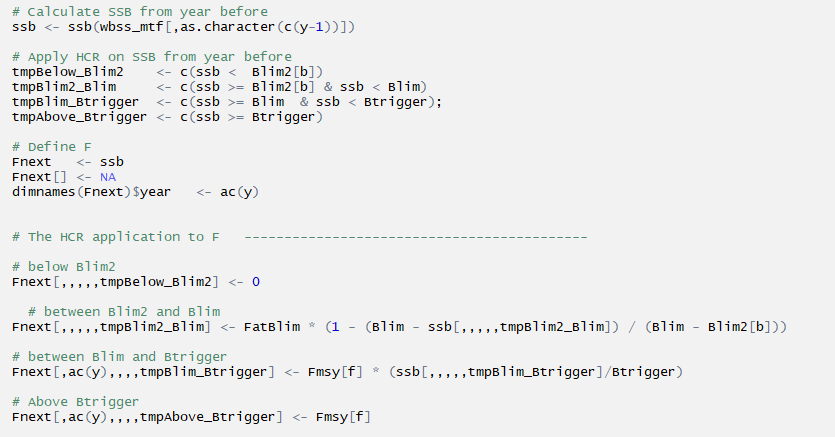 # Calculate SSB from year before
ssb <- ssb(wbss_mtf[,as.character(c(y-1))])
# Apply HCR on SSB from year before
tmpBelow_Blim2    <- c(ssb <  Blim2[b])
tmpBlim2_Blim     <- c(ssb >= Blim2[b] & ssb < Blim)
tmpBlim_Btrigger  <- c(ssb >= Blim  & ssb < Btrigger);
tmpAbove_Btrigger <- c(ssb >= Btrigger)
# Define F
Fnext   <- ssb
Fnext[] <- NA
dimnames(Fnext)$year   <- ac(y)
# The HCR application to F   -------------------------------------------
# below Blim2
Fnext[,,,,,tmpBelow_Blim2] <- 0
# between Blim2 and Blim
Fnext[,,,,,tmpBlim2_Blim] <- FatBlim * (1 - (Blim - ssb[,,,,,tmpBlim2_Blim]) / (Blim - Blim2[b]))
# between Blim and Btrigger
Fnext[,ac(y),,,,tmpBlim_Btrigger] <- Fmsy[f] * (ssb[,,,,,tmpBlim_Btrigger]/Btrigger)
# Above Btrigger
Fnext[,ac(y),,,,tmpAbove_Btrigger] <- Fmsy[f]